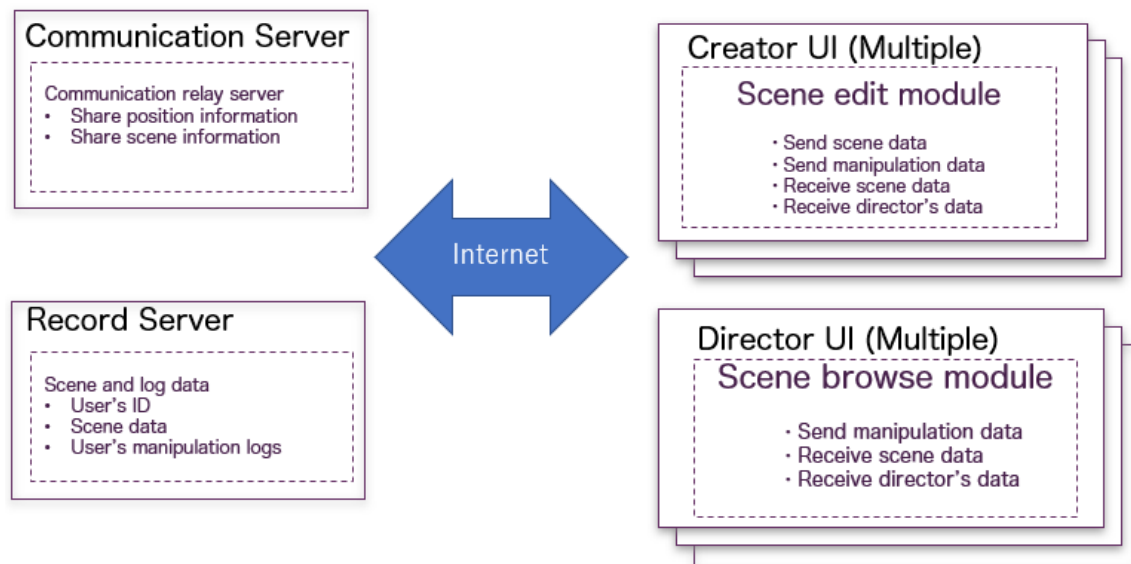 Communication Server
Communication relay server
• Share position information
• Share scene information
Record Server
Scene and log data
• User's ID
• Scene data
• User's manipulation logs
Internet
Creator UI (Multiple)
Scene edit module
・Send scene data
・Send manipulation data
・Receive scene data
・Receive director's data
Director UI (Multiple)
Scene browse module
・Send manipulation data
・Receive scene data
・Receive director's data